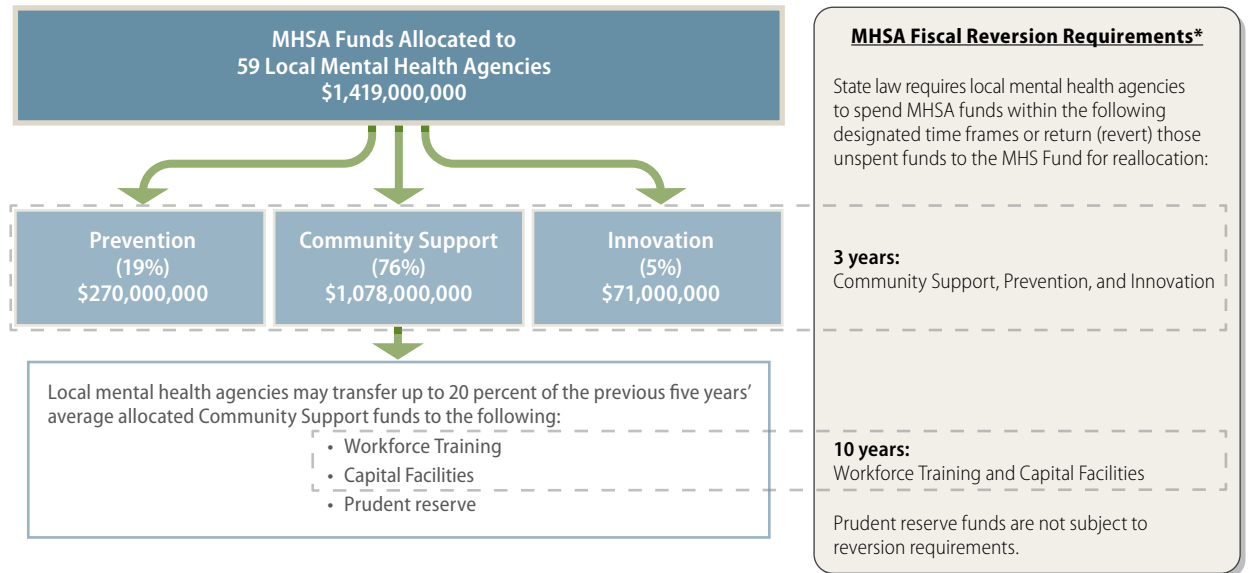 MHSA Funds Allocated to
59 Local Mental Health Agencies
$1,419,000,000
Prevention
(19%)
$270,000,000
Community Support
(76%)
$1,078,000,000
Innovation
(5%)
$71,000,000
Local mental health agencies may transfer up to 20 percent of the previous five years’
average allocated Community Support funds to the following:
• Workforce Training
• Capital Facilities
• Prudent reserve
MHSA Fiscal Reversion Requirements*
State law requires local mental health agencies
to spend MHSA funds within the following
designated time frames or return (revert) those
unspent funds to the MHS Fund for reallocation:
3 years:
Community Support, Prevention, and Innovation
10 years:
Workforce Training and Capital Facilities
Prudent reserve funds are not subject to
reversion requirements.